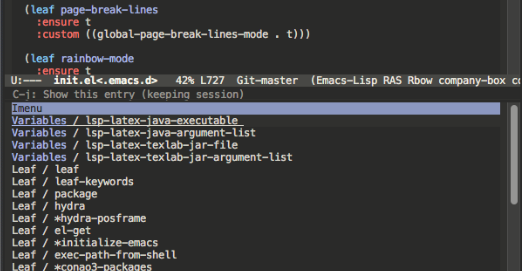 (leaf page-break-lines
:ensure t
:custom ((global-page-break-lines-mode . t)))
(leaf rainbow-mode
:ensure t
U:--- init.el<.emacs.d> 42% L727 Git-master (Emacs-Lisp RAS Rbow company-box co
C-j: Show this entry (keeping session)
Imenu
Variables / lsp-latex-java-executable
Variables / lsp-latex-java-argument-list
Variables / lsp-latex-texlab-jar-file
Variables / lsp-latex-texlab-jar-argument-list
Leaf / leaf
Leaf / leaf-keywords
Leaf / package
Leaf / hydra
Leaf / *hydra-posframe
Leaf / el-get
Leaf / *initialize-emacs
Leaf / exec-path-from-shell
Leaf / *conao3-packages